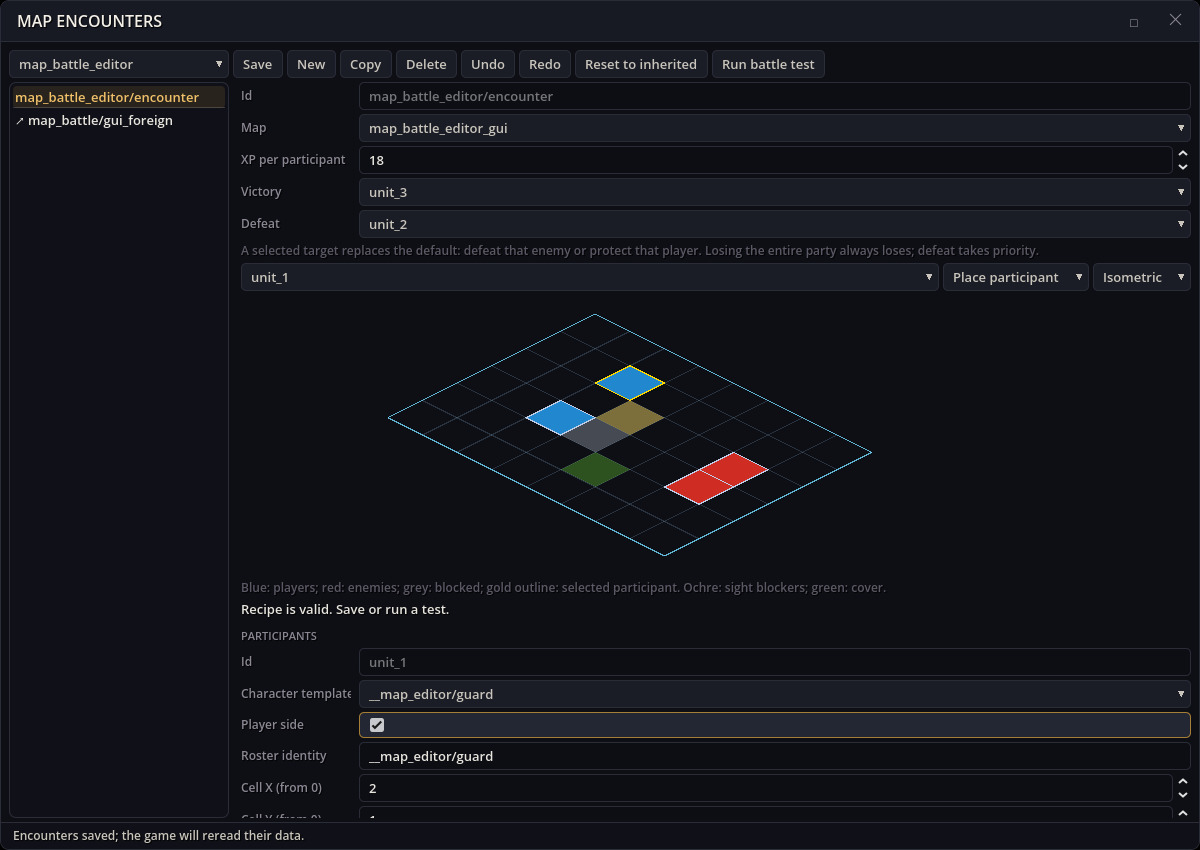 MAP ENCOUNTERS
map_battle_editor
Save
New
Copy
Delete
Undo
Redo
Reset to inherited
Run battle test
map_battle_editor/encounter
map_battle/gui_foreign
Id
map_battle_editor/encounter
Map
map_battle_editor_gui
XP per participant
18
Victory
unit_3
Defeat
unit_2
A selected target replaces the default: defeat that enemy or protect that player. Losing the entire party always loses; defeat takes priority.
unit_1
Place participant
Isometric
Blue: players; red: enemies; grey: blocked; gold outline: selected participant. Ochre: sight blockers; green: cover.
Recipe is valid. Save or run a test.
PARTICIPANTS
Id
unit_1
Character template
__map_editor/guard
Player side
Roster identity
__map_editor/guard
Cell X (from 0)
2
Cell Y (from 0)
Encounters saved; the game will reread their data.